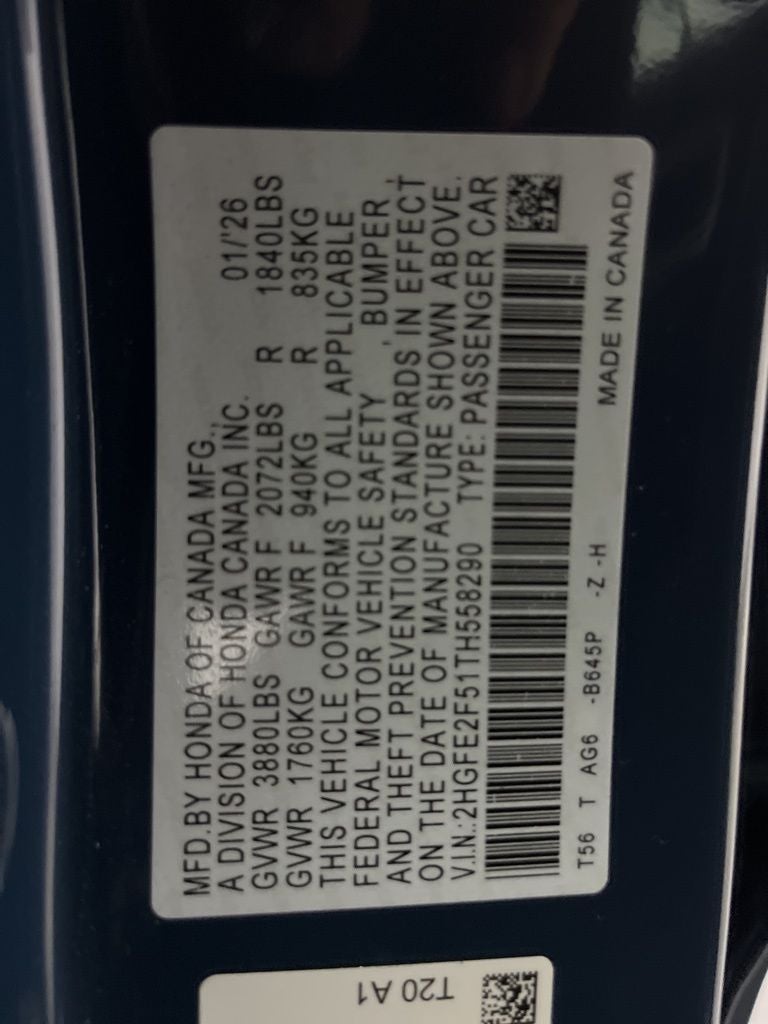 MFD.BY HONDA OF CANADA MFG.,
A DIVISION OF HONDA CANADA INC. 01/'26
GVWR 3880LBS GAWR F 2072LBS R 1840LBS
GVWR 1760KG GAWR F 940KG R 835KG
THIS VEHICLE CONFORMS TO ALL APPLICABLE
FEDERAL MOTOR VEHICLE SAFETY , BUMPER ,
AND THEFT PREVENTION STANDARDS IN EFFECT
ON THE DATE OF MANUFACTURE SHOWN ABOVE.
V.I.N.:2HGFE2F51TH558290 TYPE: PASSENGER CAR
T56 T AG6 -B645P -Z -H MADE IN CANADA
T20 A1